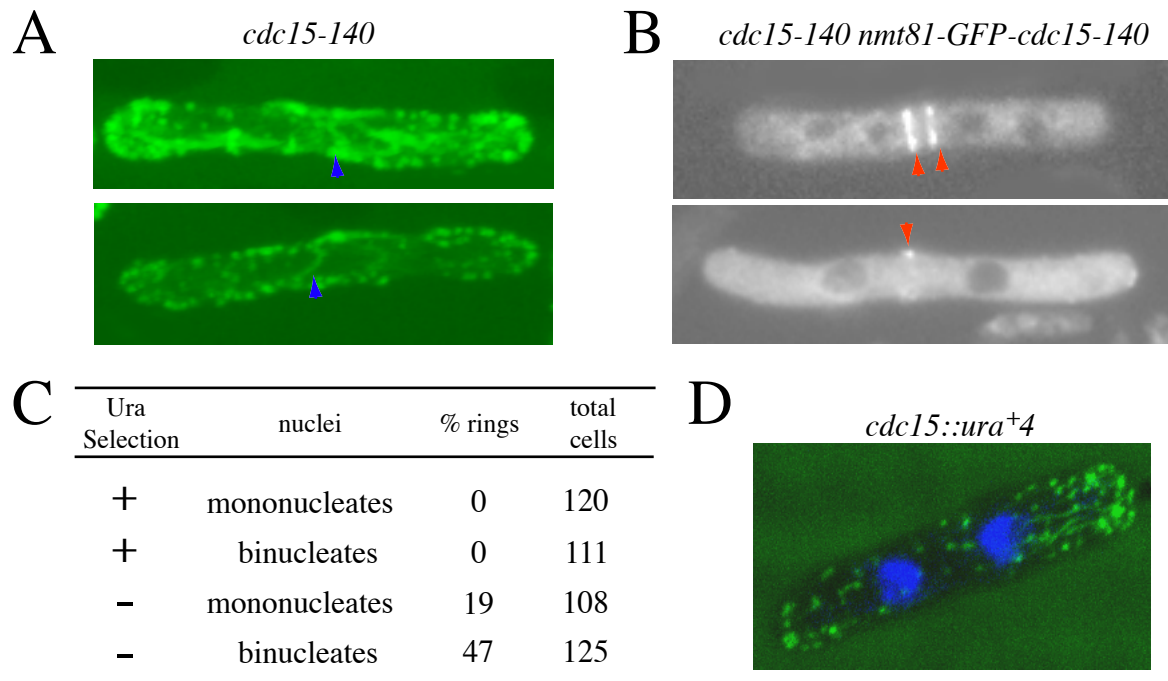 A
cdc15-140
B
cdc15-140 nmt81-GFP-cdc15-140
C
Ura
Selection
nuclei
% rings
total
cells
+ mononucleates 0 120
+ binucleates 0 111
- mononucleates 19 108
- binucleates 47 125
D
cdc15::ura+4